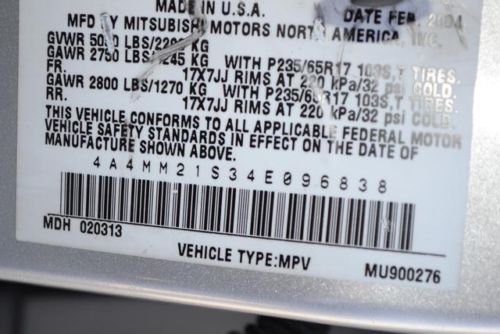 MADE IN U.S.A. DATE FEB. 2004
MFD BY MITSUBISHI MOTORS NORTH AMERICA, INC.
GVWR LBS/ KG
GAWR 2750 LBS/1245 KG WITH P235/65R17 103S,T TIRES.
FR. 17X7JJ RIMS AT 220 kPa/32 psi COLD.
GAWR 2800 LBS/1270 KG WITH P235/65R17 103S,T TIRES.
RR. 17X7JJ RIMS AT 220 kPa/32 psi COLD.
THIS VEHICLE CONFORMS TO ALL APPLICABLE FEDERAL MOTOR
VEHICLE SAFETY STANDARDS IN EFFECT ON THE DATE OF
MANUFACTURE SHOWN ABOVE.
4A4MM21S34E096838
MDH 020313
VEHICLE TYPE:MPV
MU900276